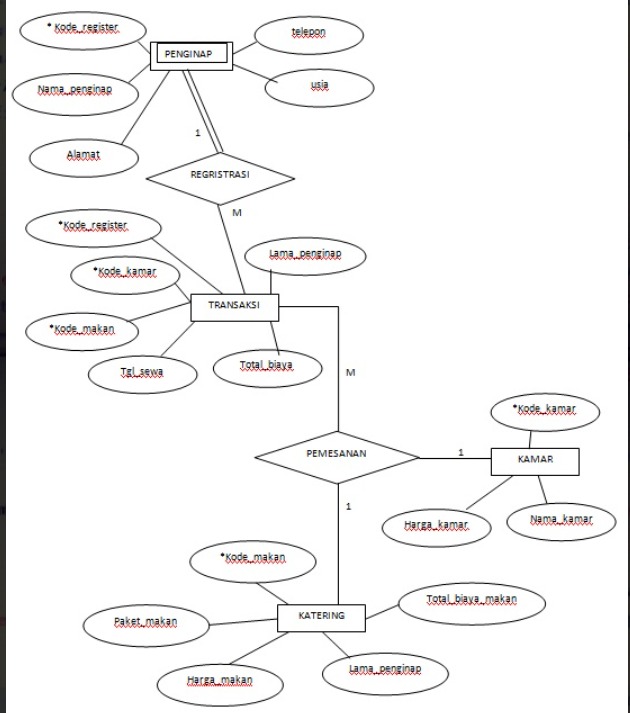 * Kode_register
telepon
PENGINAP
Nama_penginap
usia
1
Alamat
REGRISTRASI
M
*Kode_register
Lama_penginap
*Kode_kamar
TRANSAKSI
*Kode_makan
Tgl_sewa
Total_biaya
M
*Kode_kamar
PEMESANAN
1
KAMAR
1
Harga_kamar
Nama_kamar
*Kode_makan
Total_biaya_makan
Paket_makan
KATERING
Lama_penginap
Harga_makan